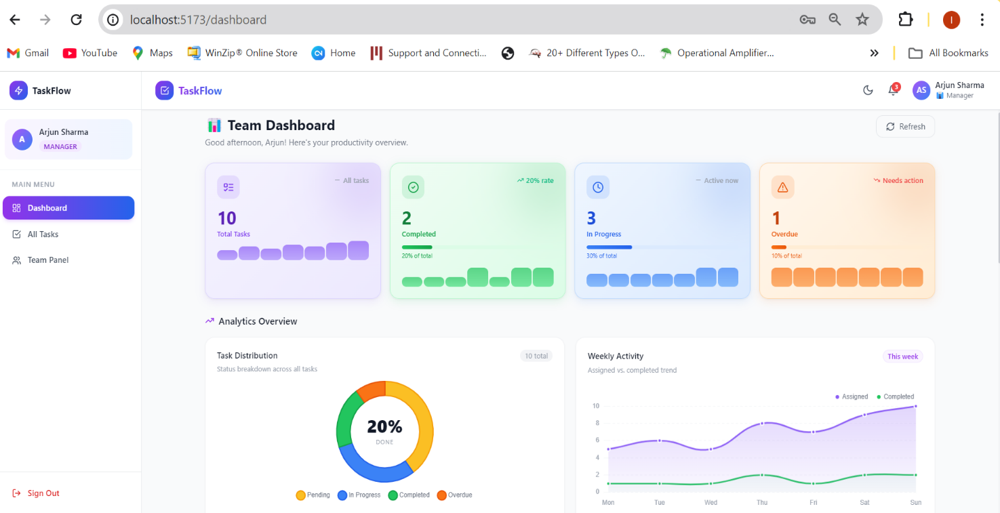 localhost:5173/dashboard
I
Gmail YouTube Maps WinZip® Online Store Home Support and Connecti... 20+ Different Types O... Operational Amplifier... All Bookmarks
TaskFlow
A
Arjun Sharma
MANAGER
MAIN MENU
Dashboard
All Tasks
Team Panel
Sign Out
TaskFlow
3
AS
Arjun Sharma
Manager
Team Dashboard
Good afternoon, Arjun! Here's your productivity overview.
Refresh
All tasks
10
Total Tasks
20% rate
2
Completed
20% of total
Active now
3
In Progress
30% of total
Needs action
1
Overdue
10% of total
Analytics Overview
Task Distribution
10 total
Status breakdown across all tasks
20%
DONE
Pending In Progress Completed Overdue
Weekly Activity
This week
Assigned vs. completed trend
Assigned Completed
10
8
6
4
2
0
Mon Tue Wed Thu Fri Sat Sun